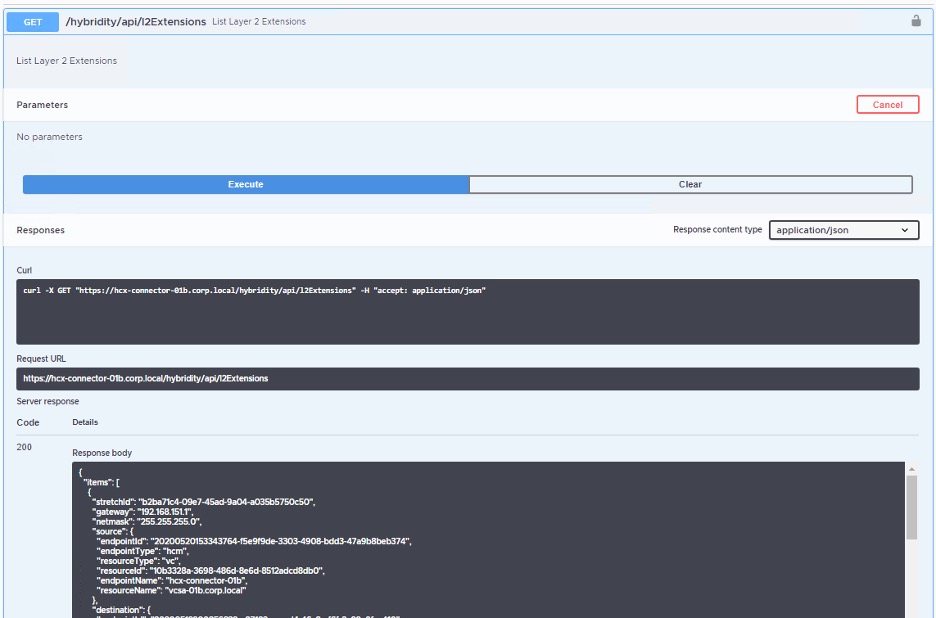 GET /hybridity/api/l2Extensions List Layer 2 Extensions
List Layer 2 Extensions
Parameters
Cancel
No parameters
Execute
Clear
Responses
Response content type
application/json
Curl
curl -X GET "https://hcx-connector-01b.corp.local/hybridity/api/l2Extensions" -H "accept: application/json"
Request URL
https://hcx-connector-01b.corp.local/hybridity/api/l2Extensions
Server response
Code Details
200
Response body
{
"items": [
{
"stretchId": "b2ba71c4-09e7-45ad-9a04-a035b5750c50",
"gateway": "192.168.151.1",
"netmask": "255.255.255.0",
"source": {
"endpointId": "20200520153343764-f5e9f9de-3303-4908-bdd3-47a9b8beb374",
"endpointType": "hcm",
"resourceType": "vc",
"resourceId": "10b3328a-3698-486d-8e6d-8512adcd8db0",
"endpointName": "hcx-connector-01b",
"resourceName": "vcsa-01b.corp.local"
},
"destination": {